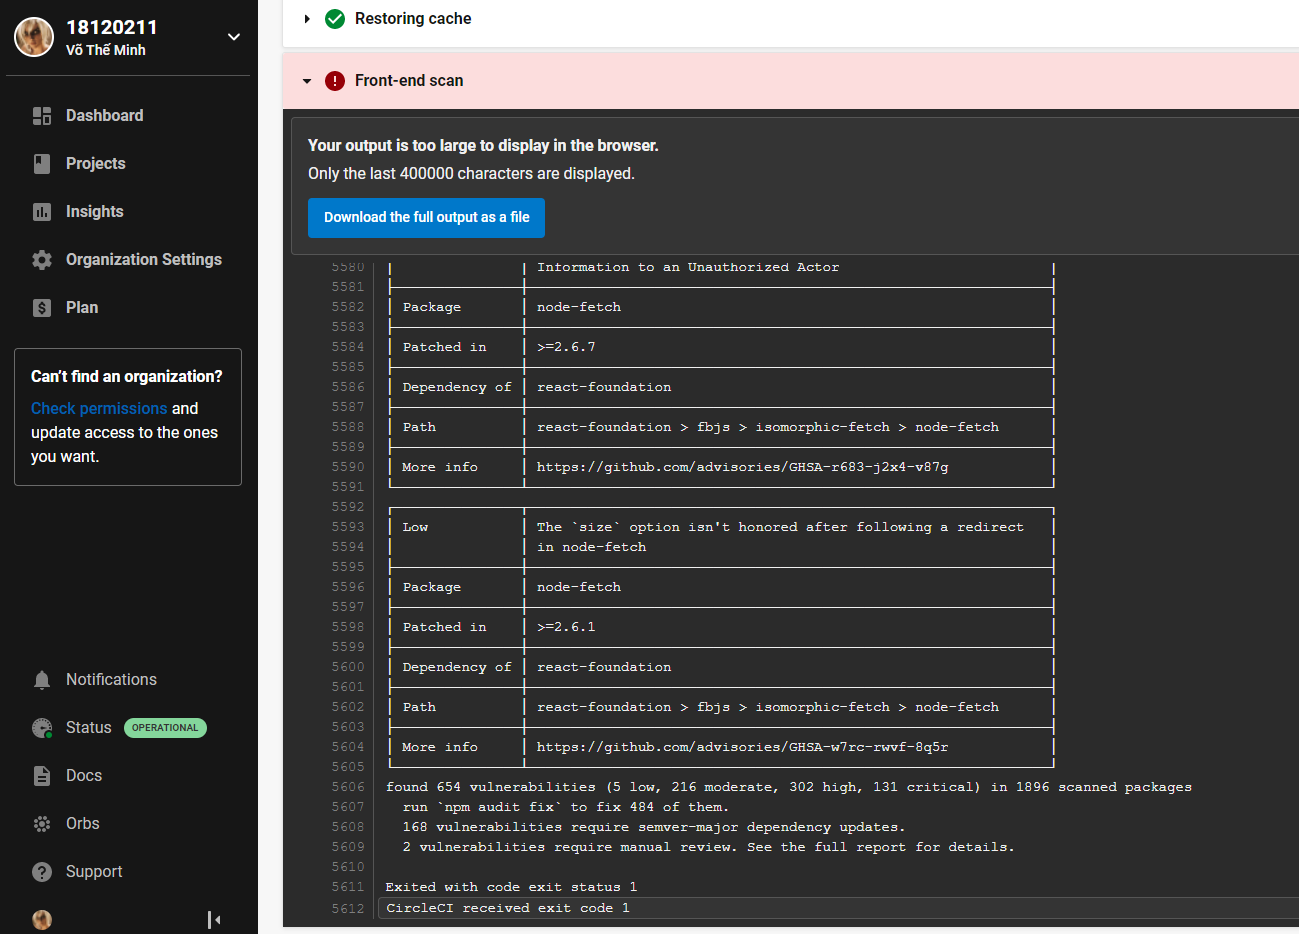 18120211
Võ Thế Minh
Dashboard
Projects
Insights
Organization Settings
Plan
Can't find an organization?
Check permissions and
update access to the ones
you want.
Notifications
Status OPERATIONAL
Docs
Orbs
Support
Restoring cache
Front-end scan
Your output is too large to display in the browser.
Only the last 400000 characters are displayed.
Download the full output as a file
5580 Information to an Unauthorized Actor
5581
5582 Package node-fetch
5583
5584 Patched in >=2.6.7
5585
5586 Dependency of react-foundation
5587
5588 Path react-foundation > fbjs > isomorphic-fetch > node-fetch
5589
5590 More info https://github.com/advisories/GHSA-r683-j2x4-v87g
5591
5592
5593 Low The `size` option isn't honored after following a redirect
5594 in node-fetch
5595
5596 Package node-fetch
5597
5598 Patched in >=2.6.1
5599
5600 Dependency of react-foundation
5601
5602 Path react-foundation > fbjs > isomorphic-fetch > node-fetch
5603
5604 More info https://github.com/advisories/GHSA-w7rc-rwvf-8q5r
5605
5606 found 654 vulnerabilities (5 low, 216 moderate, 302 high, 131 critical) in 1896 scanned packages
5607 run `npm audit fix` to fix 484 of them.
5608 168 vulnerabilities require semver-major dependency updates.
5609 2 vulnerabilities require manual review. See the full report for details.
5610
5611 Exited with code exit status 1
5612 CircleCI received exit code 1